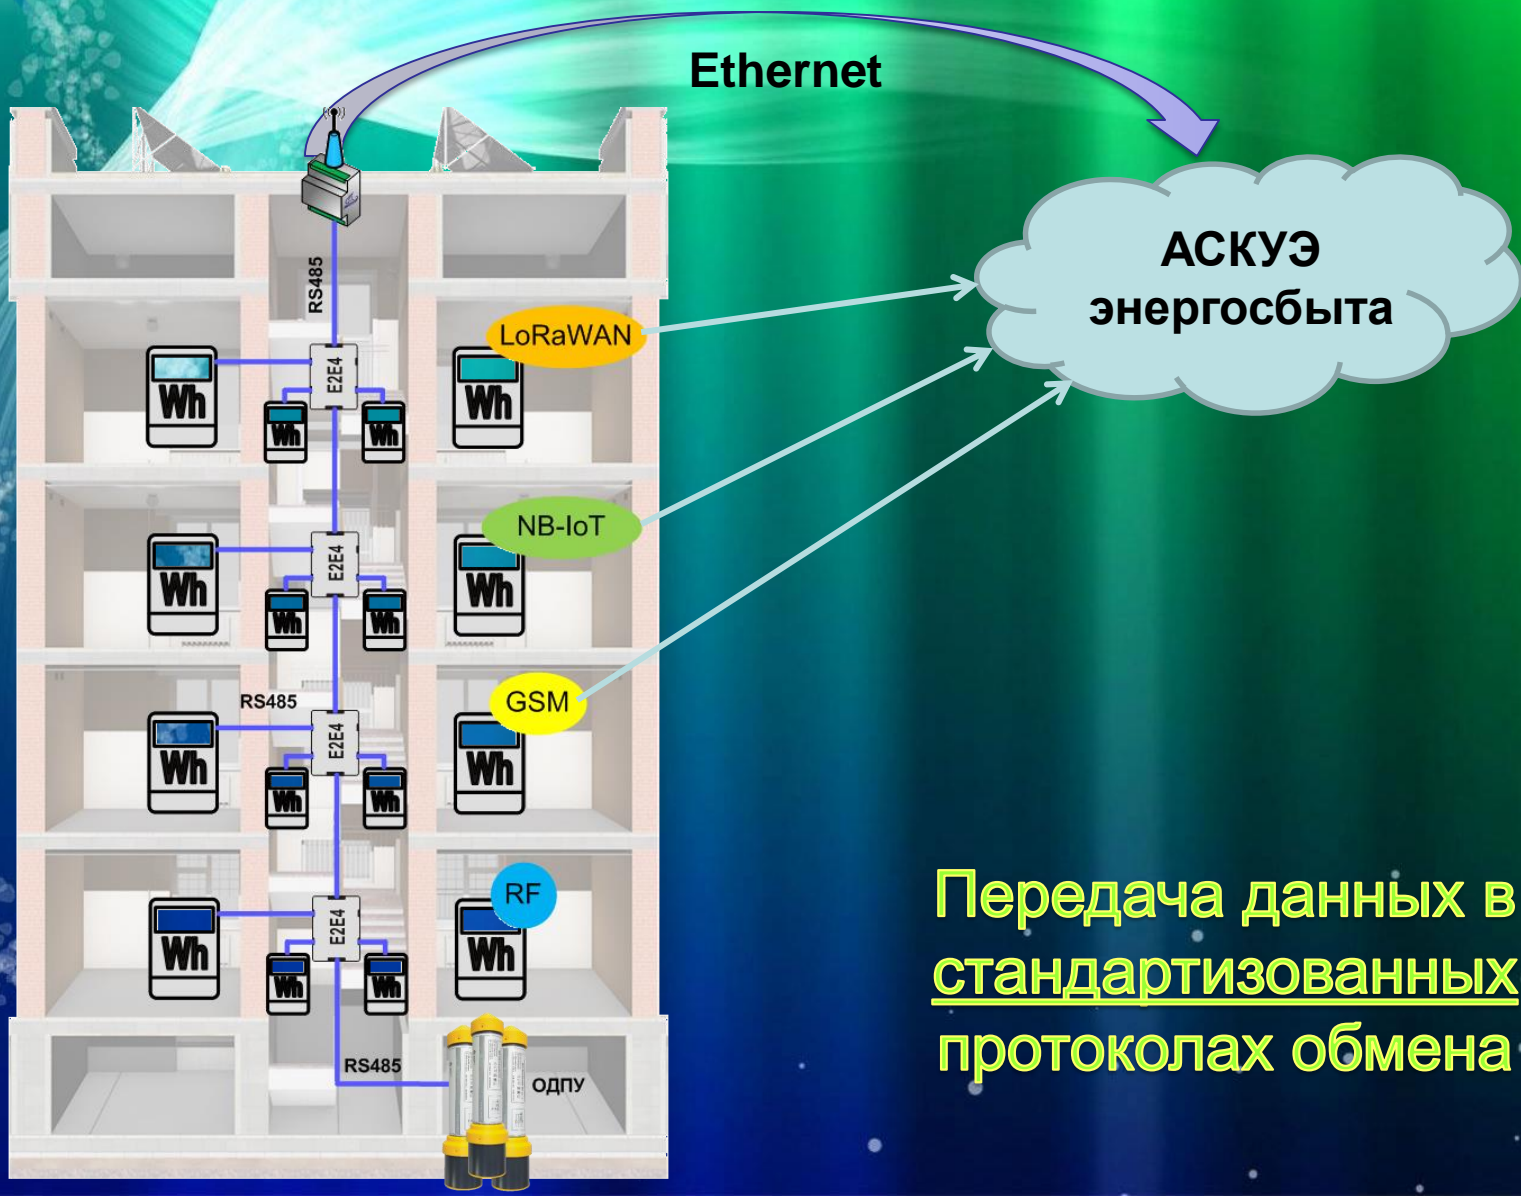 Ethernet
АСКУЭ
энергосбыта
RS485
LoRaWAN
E2E4
Wh
Wh
Wh
Wh
NB-IoT
E2E4
Wh
Wh
Wh
Wh
RS485
GSM
E2E4
Wh
Wh
Wh
Wh
RF
E2E4
Wh
Wh
Wh
Wh
RS485
ОДПУ
Передача данных в
стандартизованных
протоколах обмена